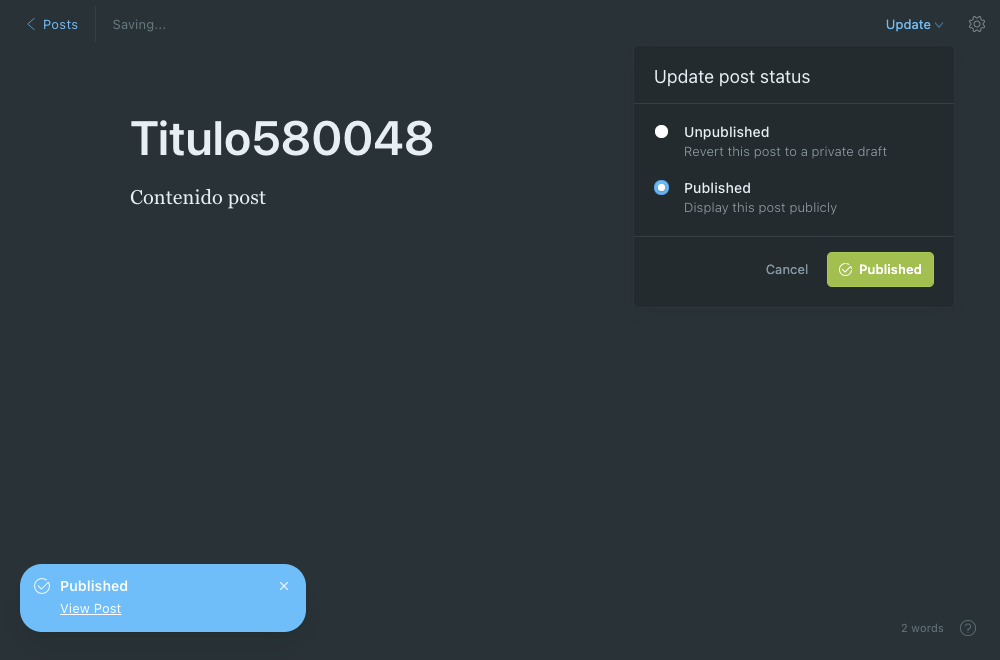 Posts
Saving...
Update
Update post status
Unpublished
Revert this post to a private draft
Published
Display this post publicly
Cancel
Published
Titulo580048
Contenido post
Published
View Post
2 words
?